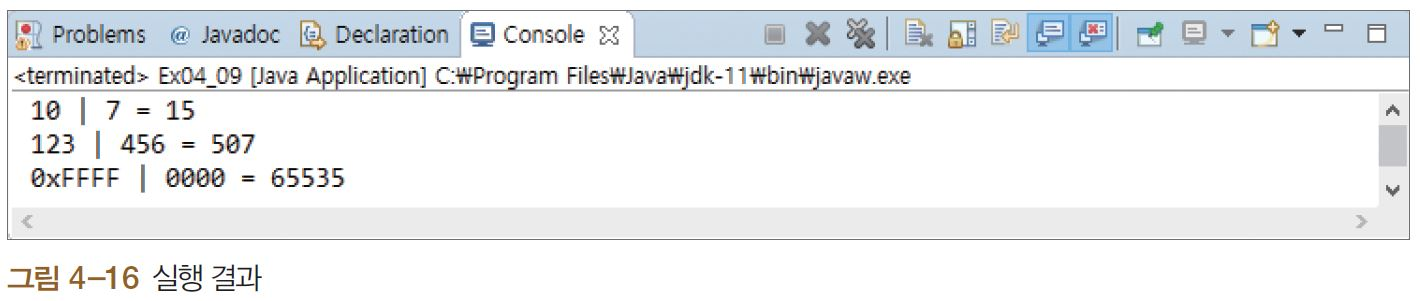 Problems @ Javadoc Declaration Console
<terminated> Ex04_09 [Java Application] C:₩Program Files₩Java₩jdk-11₩bin₩javaw.exe
10 | 7 = 15
123 | 456 = 507
0xFFFF | 0000 = 65535
그림 4-16 실행 결과